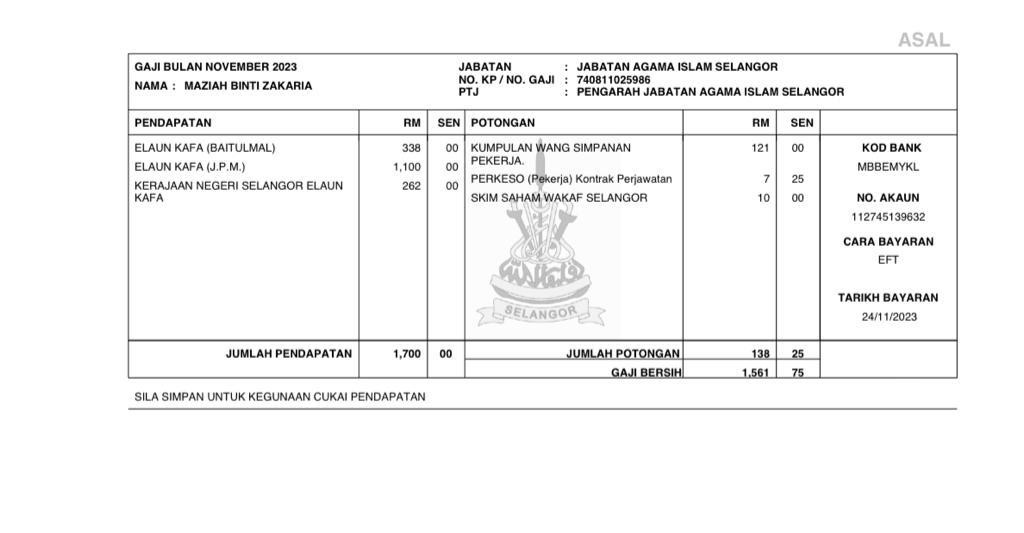 ASAL
GAJI BULAN NOVEMBER 2023
NAMA : MAZIAH BINTI ZAKARIA
JABATAN : JABATAN AGAMA ISLAM SELANGOR
NO. KP / NO. GAJI : 740811025986
PTJ : PENGARAH JABATAN AGAMA ISLAM SELANGOR
PENDAPATAN RM SEN POTONGAN RM SEN
ELAUN KAFA (BAITULMAL) 338 00
ELAUN KAFA (J.P.M.) 1,100 00
KERAJAAN NEGERI SELANGOR ELAUN 262 00
KAFA
KUMPULAN WANG SIMPANAN 121 00
PEKERJA.
PERKESO (Pekerja) Kontrak Perjawatan 7 25
SKIM SAHAM WAKAF SELANGOR 10 00
KOD BANK
MBBEMYKL
NO. AKAUN
112745139632
CARA BAYARAN
EFT
TARIKH BAYARAN
24/11/2023
SELANGOR
JUMLAH PENDAPATAN 1,700 00 JUMLAH POTONGAN 138 25
GAJI BERSIH 1,561 75
SILA SIMPAN UNTUK KEGUNAAN CUKAI PENDAPATAN